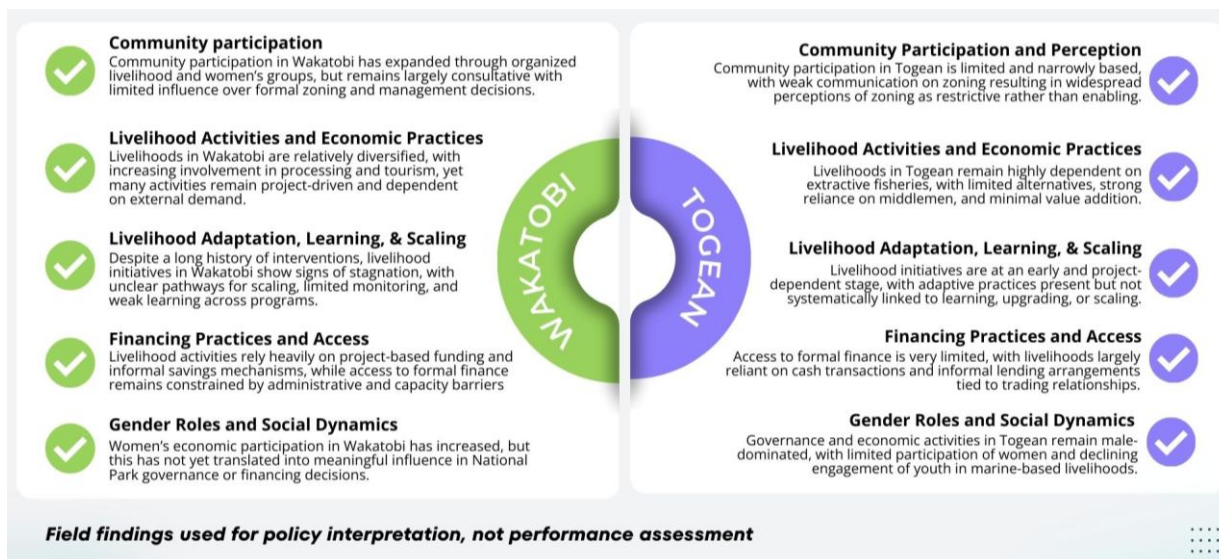 Community participation
Community participation in Wakatobi has expanded through organized
livelihood and women's groups, but remains largely consultative with
limited influence over formal zoning and management decisions.
Livelihood Activities and Economic Practices
Livelihoods in Wakatobi are relatively diversified, with
increasing involvement in processing and tourism, yet
many activities remain project-driven and dependent
on external demand.
Livelihood Adaptation, Learning, & Scaling
Despite a long history of interventions, livelihood
initiatives in Wakatobi show signs of stagnation, with
unclear pathways for scaling, limited monitoring, and
weak learning across programs.
Financing Practices and Access
Livelihood activities rely heavily on project-based funding and
informal savings mechanisms, while access to formal finance
remains constrained by administrative and capacity barriers
Gender Roles and Social Dynamics
Women's economic participation in Wakatobi has increased, but
this has not yet translated into meaningful influence in National
Park governance or financing decisions.
WAKATOBI
TOGEAN
Community Participation and Perception
Community participation in Togean is limited and narrowly based,
with weak communication on zoning resulting in widespread
perceptions of zoning as restrictive rather than enabling.
Livelihood Activities and Economic Practices
Livelihoods in Togean remain highly dependent on
extractive fisheries, with limited alternatives, strong
reliance on middlemen, and minimal value addition.
Livelihood Adaptation, Learning, & Scaling
Livelihood initiatives are at an early and project-
dependent stage, with adaptive practices present but not
systematically linked to learning, upgrading, or scaling.
Financing Practices and Access
Access to formal finance is very limited, with livelihoods largely
reliant on cash transactions and informal lending arrangements
tied to trading relationships.
Gender Roles and Social Dynamics
Governance and economic activities in Togean remain male-
dominated, with limited participation of women and declining
engagement of youth in marine-based livelihoods.
Field findings used for policy interpretation, not performance assessment